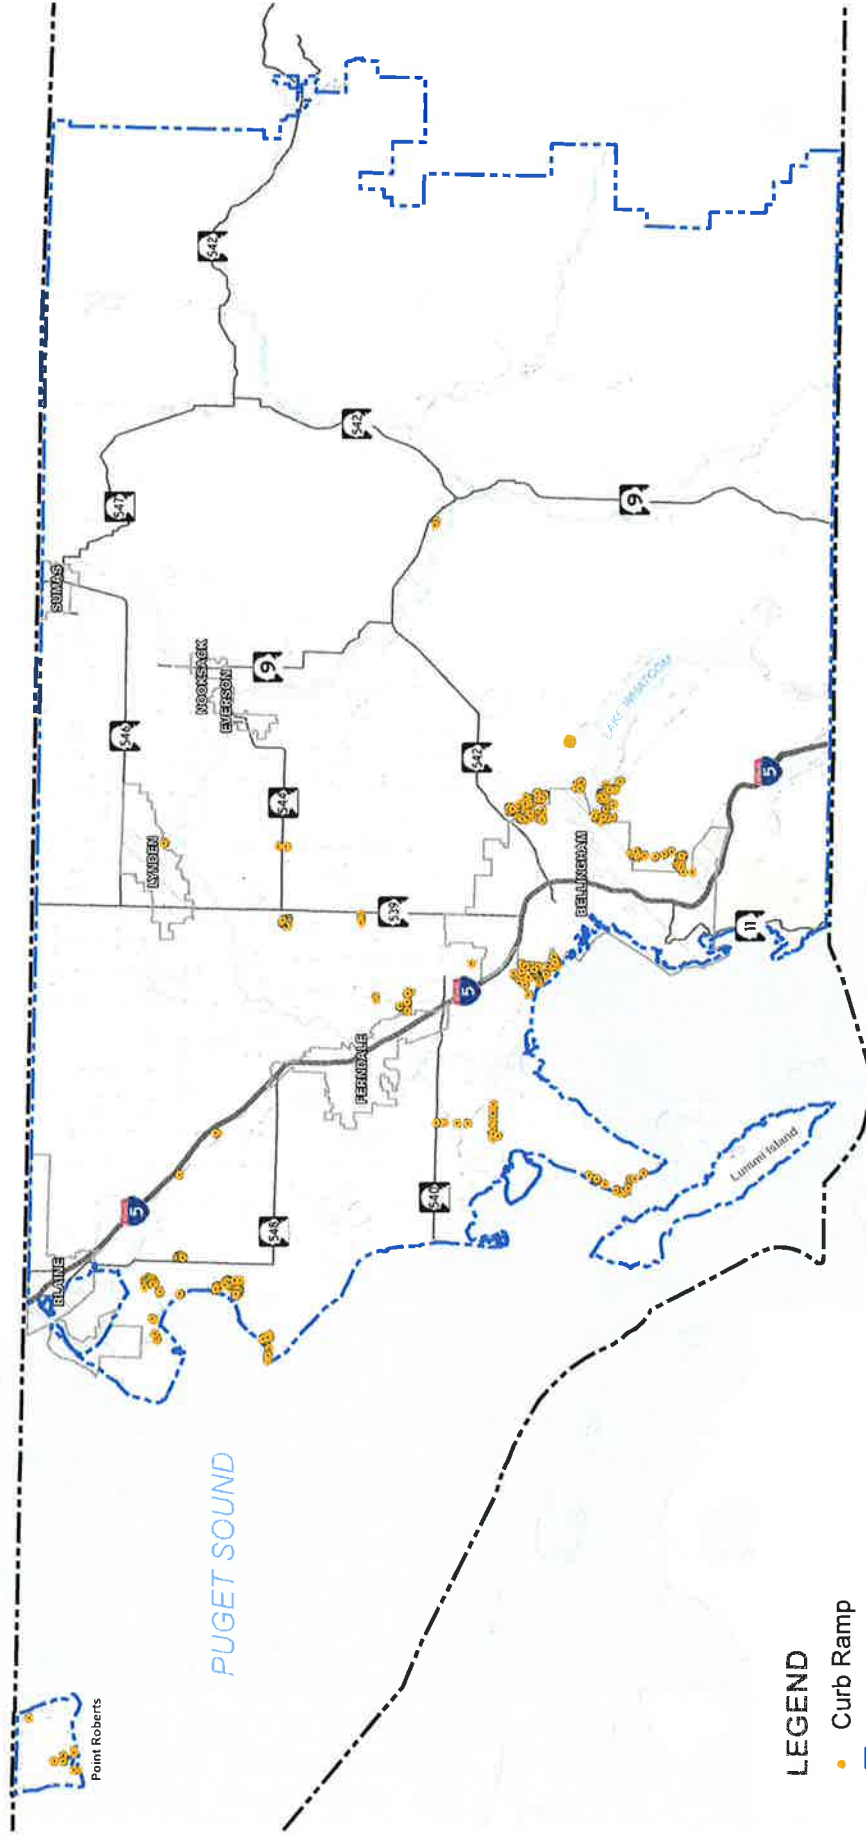 Point Roberts
PUGET SOUND
BLAINE
5
548
LYNDEN
546
SUMAS
547
542
NOOKSACK
EVERSON
9
544
539
FERNDALE
5
540
542
542
9
BELLINGHAM
LAKE WHATCOM
5
11
Lummi Island
LEGEND
Curb Ramp